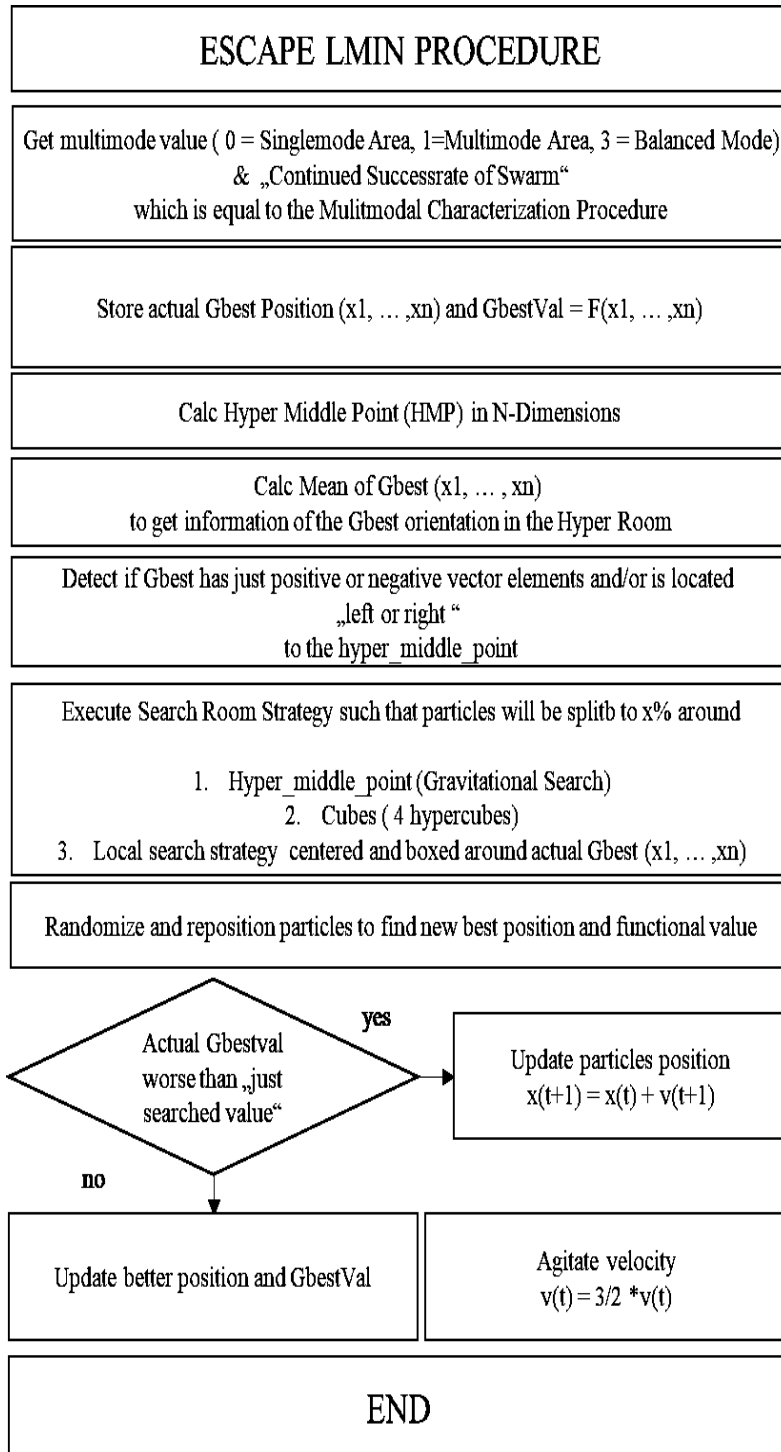 ESCAPE LMIN PROCEDURE
Get multimode value ( 0 = Singlemode Area, 1=Multimode Area, 3 = Balanced Mode)
& „Continued Successrate of Swarm“
which is equal to the Mulitmodal Characterization Procedure
Store actual Gbest Position (x1, … ,xn) and GbestVal = F(x1, … ,xn)
Calc Hyper Middle Point (HMP) in N-Dimensions
Calc Mean of Gbest (x1, … , xn)
to get information of the Gbest orientation in the Hyper Room
Detect if Gbest has just positive or negative vector elements and/or is located
„left or right “
to the hyper_middle_point
Execute Search Room Strategy such that particles will be splitb to x% around
1. Hyper_middle_point (Gravitational Search)
2. Cubes ( 4 hypercubes)
3. Local search strategy centered and boxed around actual Gbest (x1, … ,xn)
Randomize and reposition particles to find new best position and functional value
Actual Gbestval
worse than „just
searched value“
yes
Update particles position
x(t+1) = x(t) + v(t+1)
no
Update better position and GbestVal
Agitate velocity
v(t) = 3/2 *v(t)
END